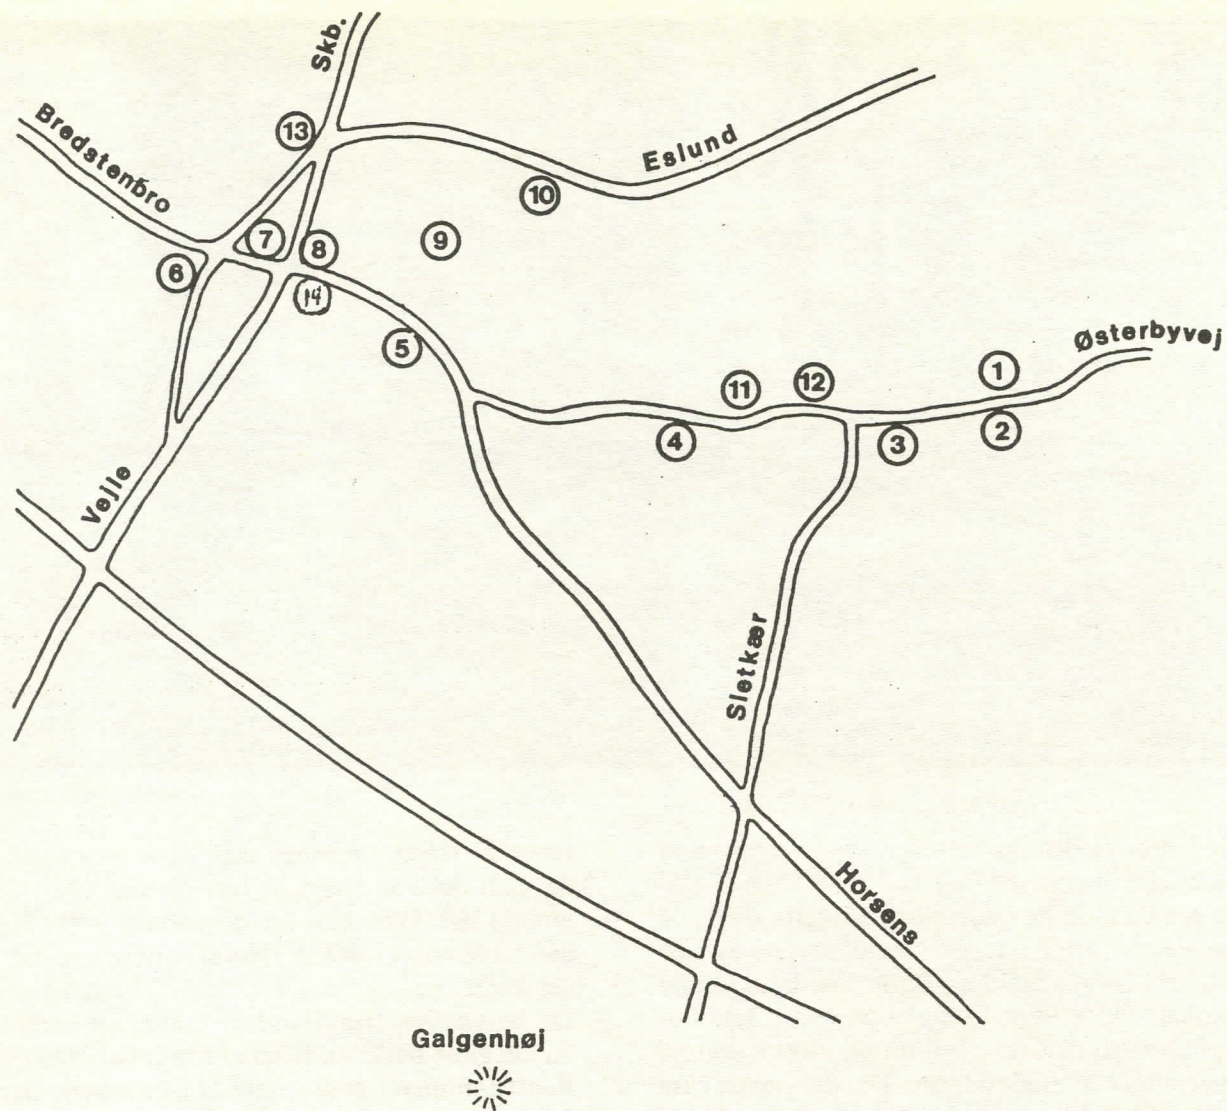 Skb.
Bredstenbro
Eslund
13
10
7
8
9
6
14
5
Østerbyvej
1
11
12
2
4
3
Vejle
Sletkær
Horsens
Galgenhøj